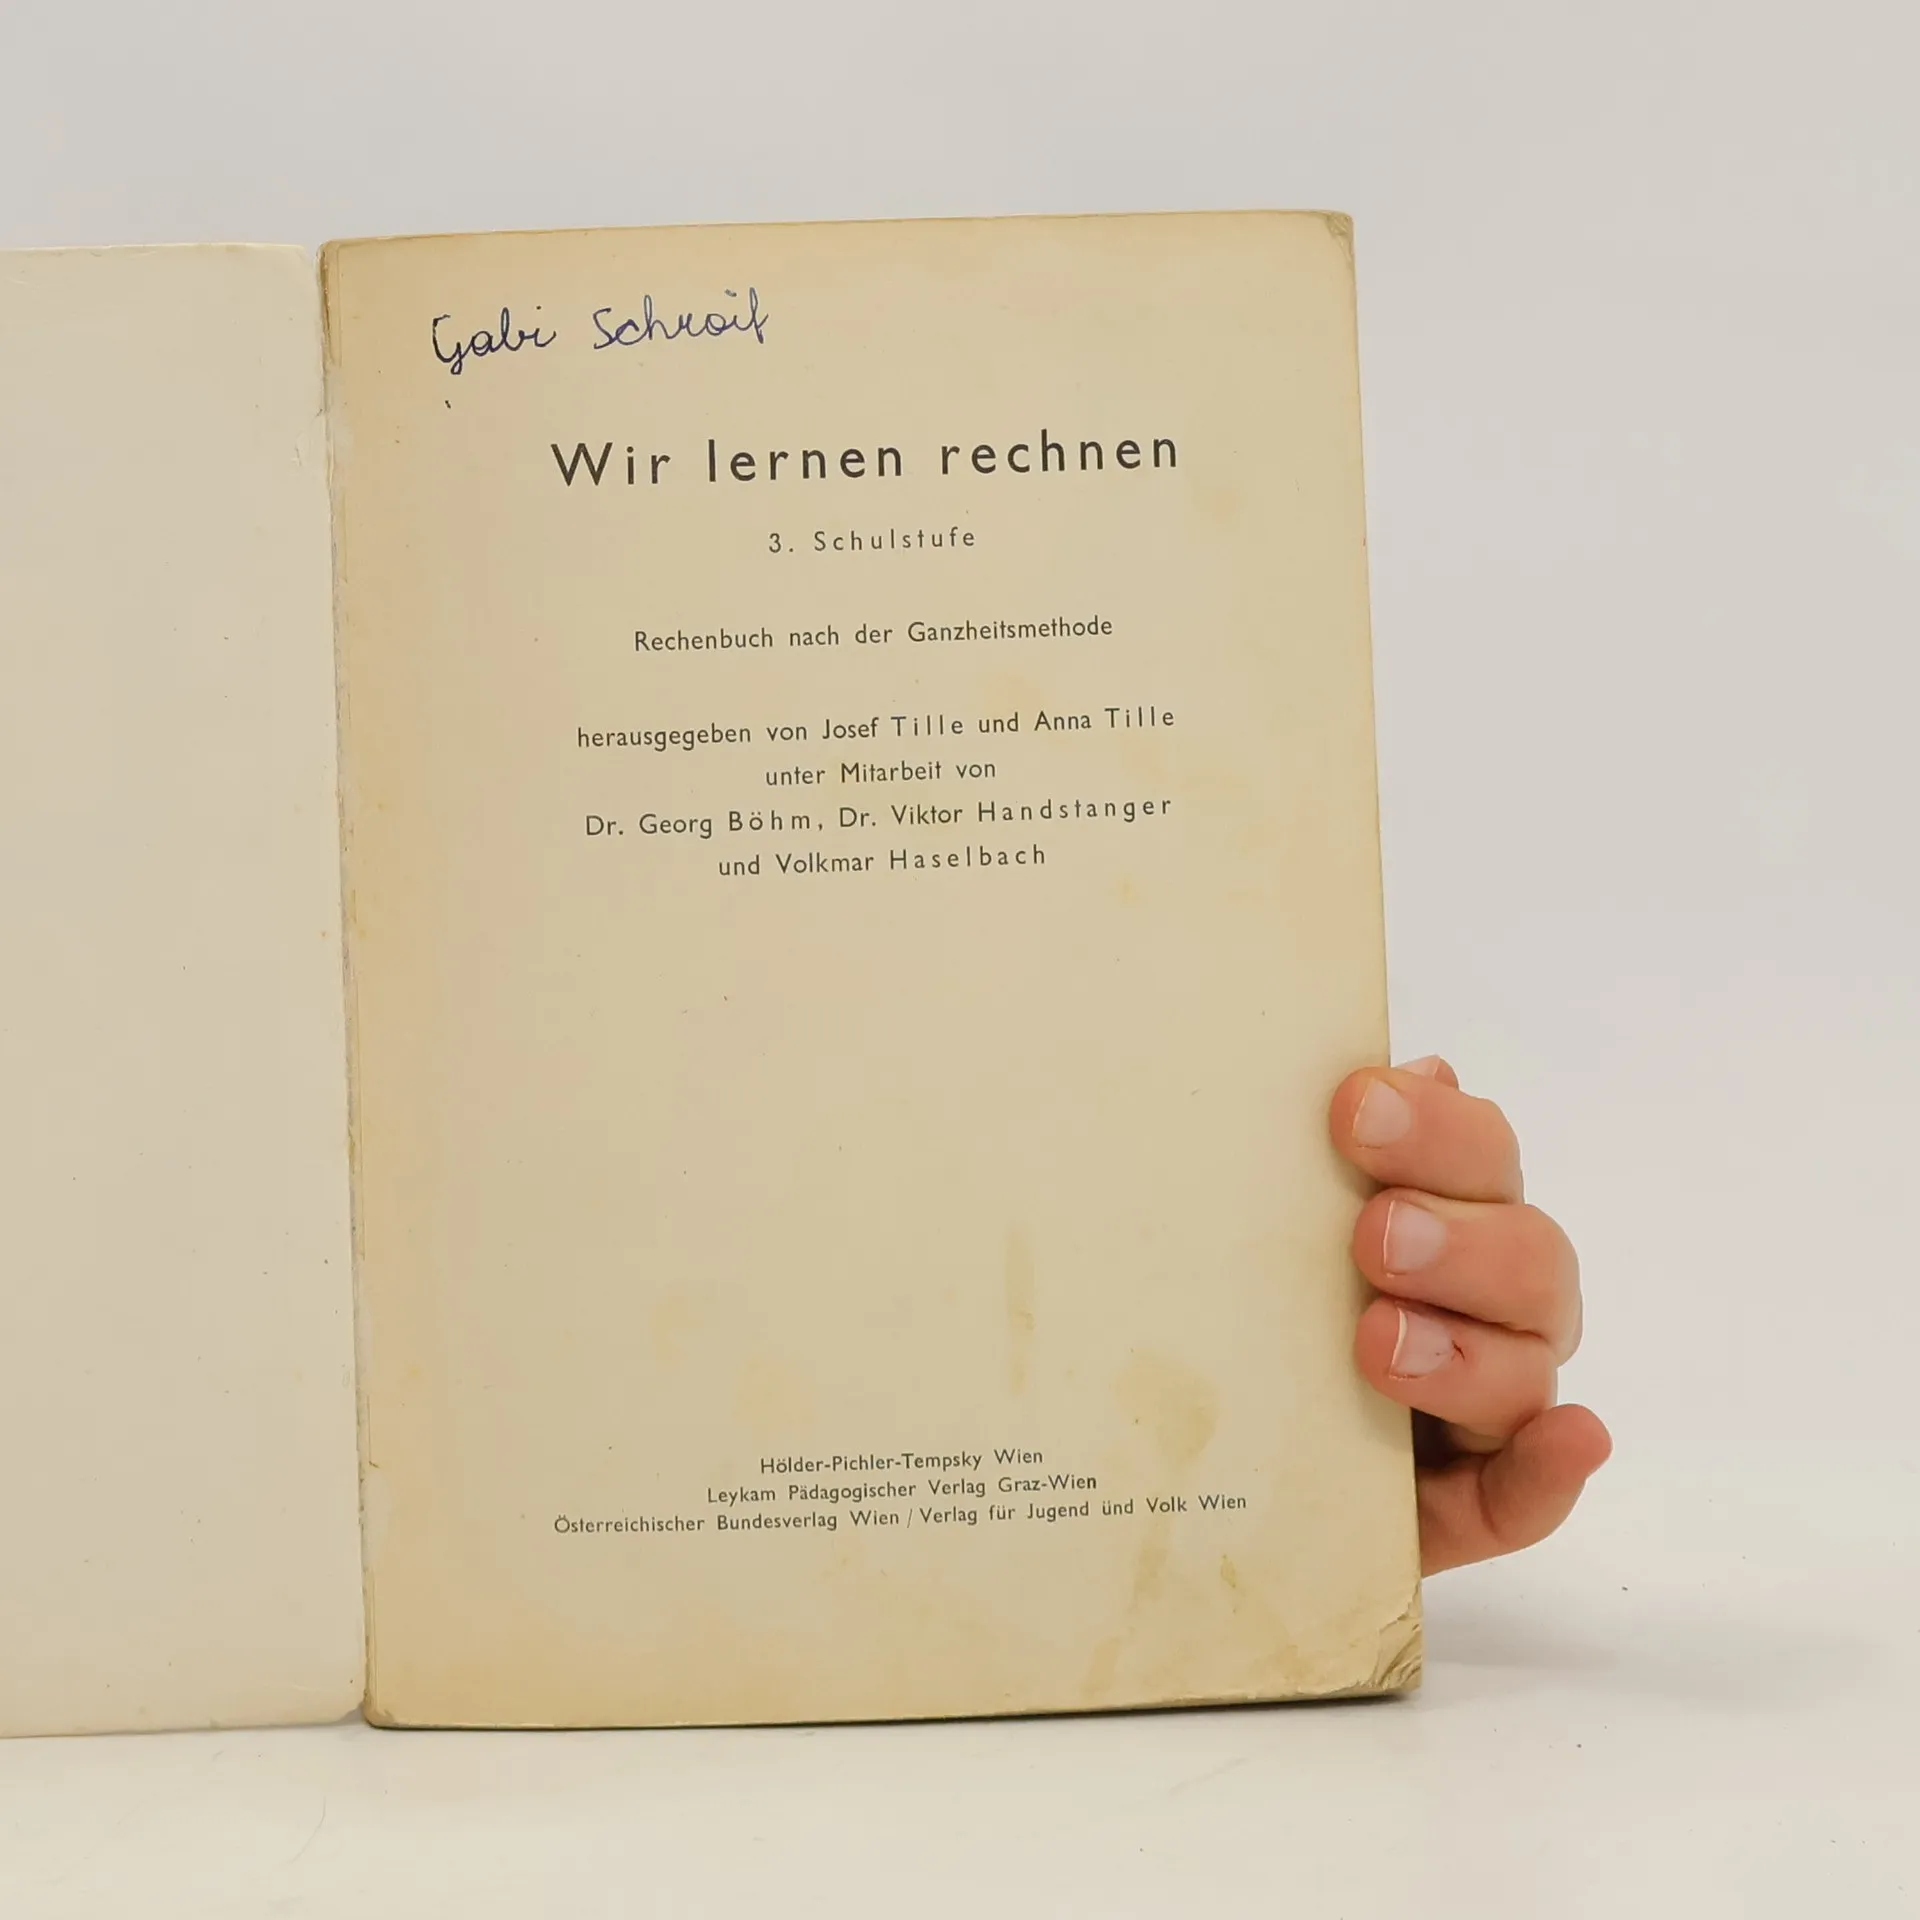 Gabi
Wir lernen rechnen
3. Schulstufe
Rechenbuch nach der Ganzheitsmethode
herausgegeben von Josef Tille und Anna Tille
unter Mitarbeit von
Dr. Georg Böhm, Dr. Viktor Handstanger
und Volkmar Haselbach
Hölder-Pichler-Tempsky Wien
Leykam Pädagogischer Verlag Graz-Wien
Österreichischer Bundesverlag Wien / Verlag für Jugend ünd Volk Wien